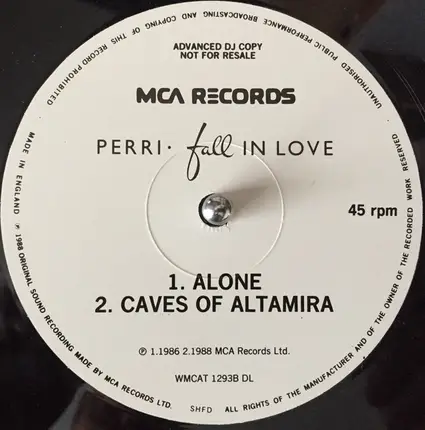 UNAUTHORISED PUBLIC PERFORMANCE BROADCASTING AND COPYING OF THIS RECORD PROHIBITED
ADVANCED DJ COPY
NOT FOR RESALE
MCA RECORDS
PERRI · fall IN LOVE
45 rpm
1. ALONE
2. CAVES OF ALTAMIRA
℗ 1.1986 2.1988 MCA Records Ltd.
WMCAT 1293B DL
MADE IN ENGLAND ℗ 1988 ORIGINAL SOUND RECORDING MADE BY MCA RECORDS LTD. SHFD ALL RIGHTS OF THE MANUFACTURER AND OF THE OWNER OF THE RECORDED WORK RESERVED